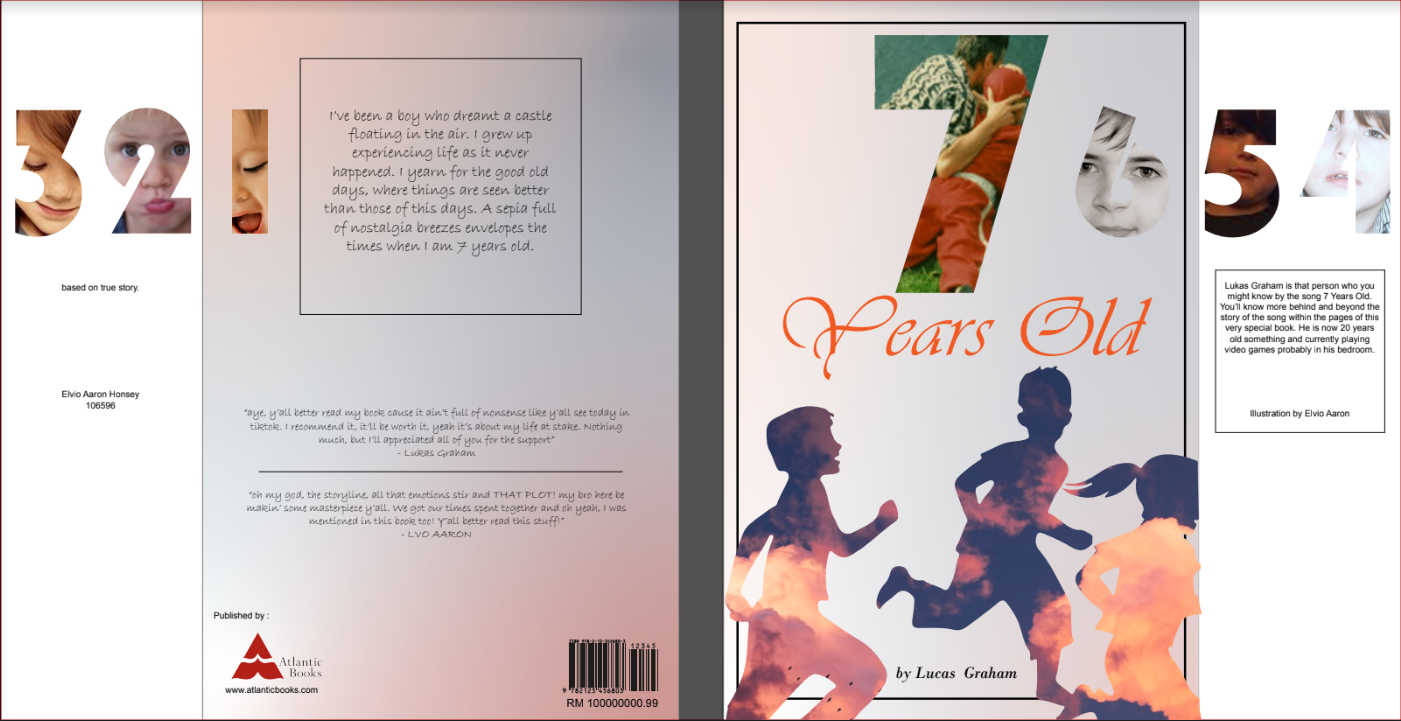 3 2 1
based on true story.
Elvio Aaron Honsey
106596
I've been a boy who dreamt a castle
floating in the air. I grew up
experiencing life as it never
happened. I yearn for the good old
days, where things are seen better
than those of this days. A sepia full
of nostalgia breezes envelopes the
times when I am 7 years old.
"aye, y'all better read my book cause it ain't full of nonsense like y'all see today in
tiktok. I recommend it, it'll be worth it, yeah it's about my life at stake. Nothing
much, but I'll appreciated all of you for the support"
- Lukas Graham
"oh my god, the storyline, all that emotions stir and THAT PLOT! my bro here be
makin' some masterpiece y'all. We got our times spent together and oh yeah, I was
mentioned in this book too! Y'all better read this stuff!"
- LVO AARON
Published by :
Atlantic
Books
www.atlanticbooks.com
12345
9 782123 456803
RM 100000000.99
7 6 5 4
Years Old
by Lucas Graham
Lukas Graham is that person who you
might know by the song 7 Years Old.
You'll know more behind and beyond the
story of the song within the pages of this
very special book. He is now 20 years
old something and currently playing
video games probably in his bedroom.
Illustration by Elvio Aaron